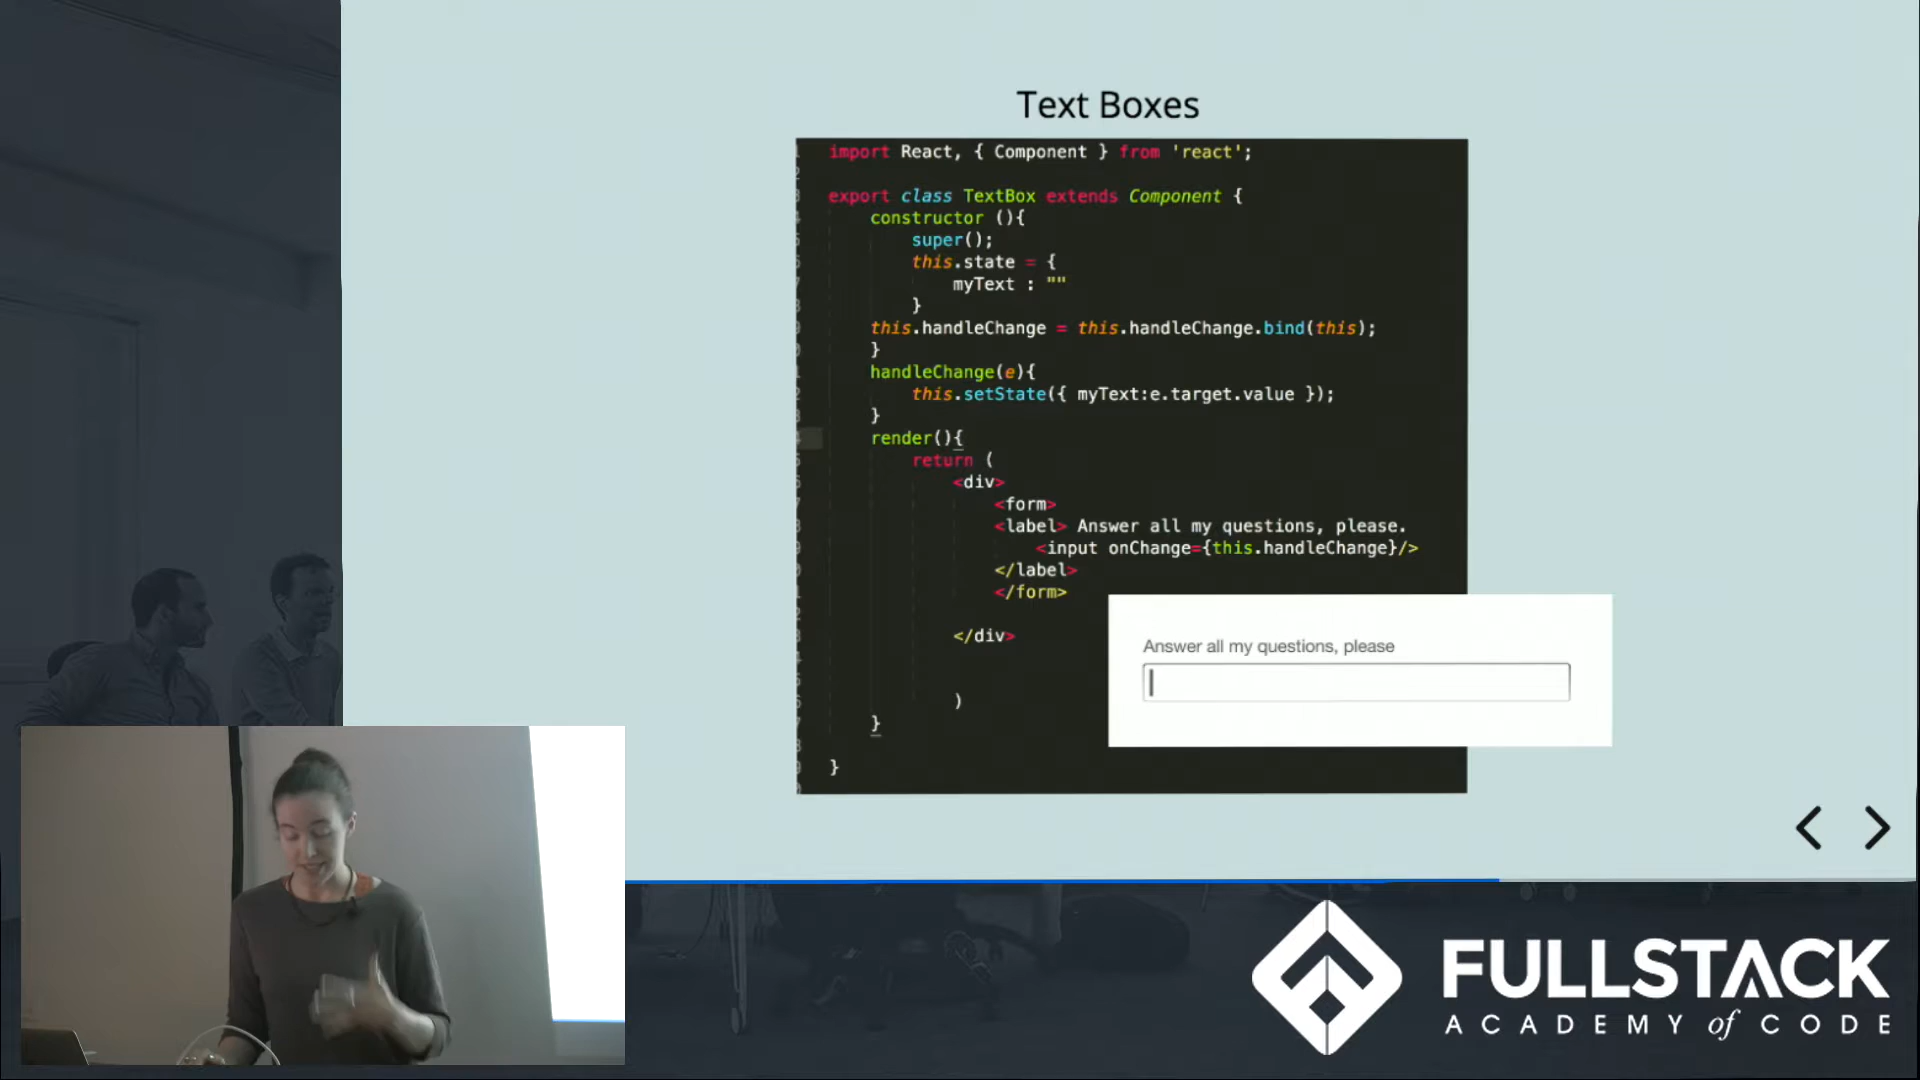 Text Boxes
import React, { Component } from 'react';
export class TextBox extends Component {
constructor (){
super();
this.state = {
myText : ""
}
this.handleChange = this.handleChange.bind(this);
}
handleChange(e){
this.setState({ myText:e.target.value });
}
render(){
return (
<div>
<form>
<label> Answer all my questions, please.
<input onChange={this.handleChange}/>
</label>
</form>
</div>
)
}
}
Answer all my questions, please
FULLSTACK
ACADEMY of CODE